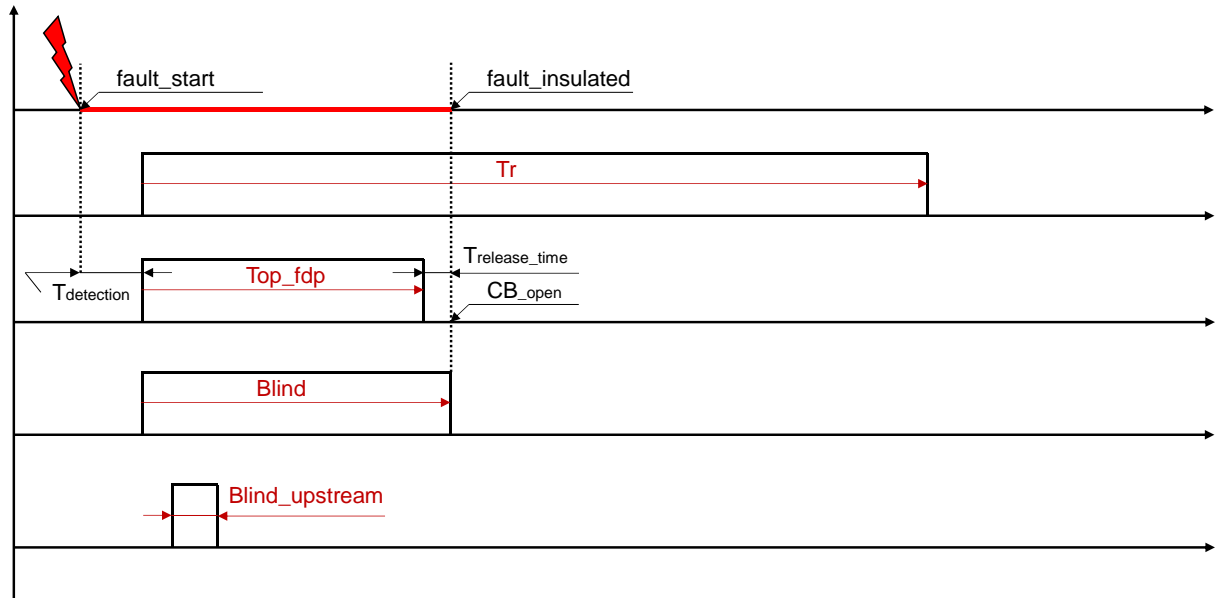 fault_start
fault_insulated
Tr
Top_fdp
Trelease_time
Tdetection
CB_open
Blind
Blind_upstream